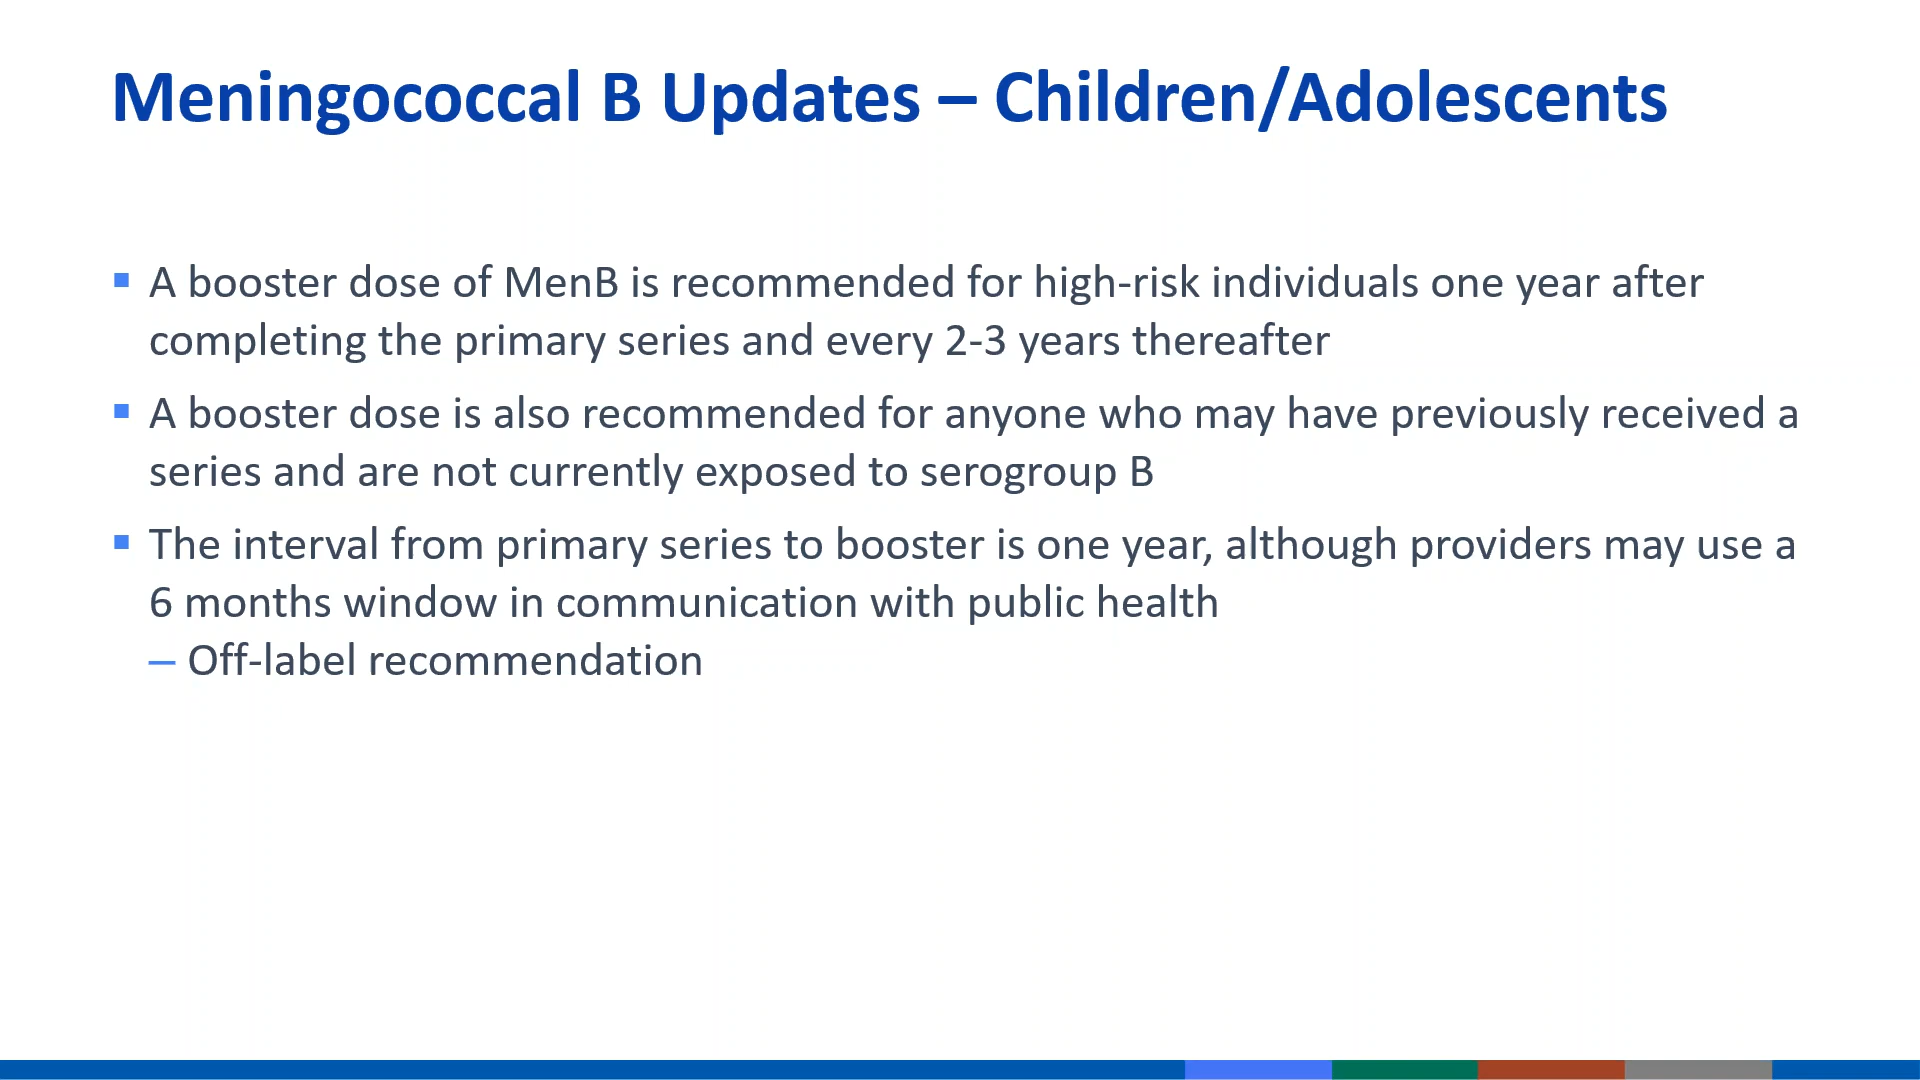 Meningococcal B Updates – Children/Adolescents
▪ A booster dose of MenB is recommended for high-risk individuals one year after
completing the primary series and every 2-3 years thereafter
▪ A booster dose is also recommended for anyone who may have previously received a
series and are not currently exposed to serogroup B
▪ The interval from primary series to booster is one year, although providers may use a
6 months window in communication with public health
– Off-label recommendation